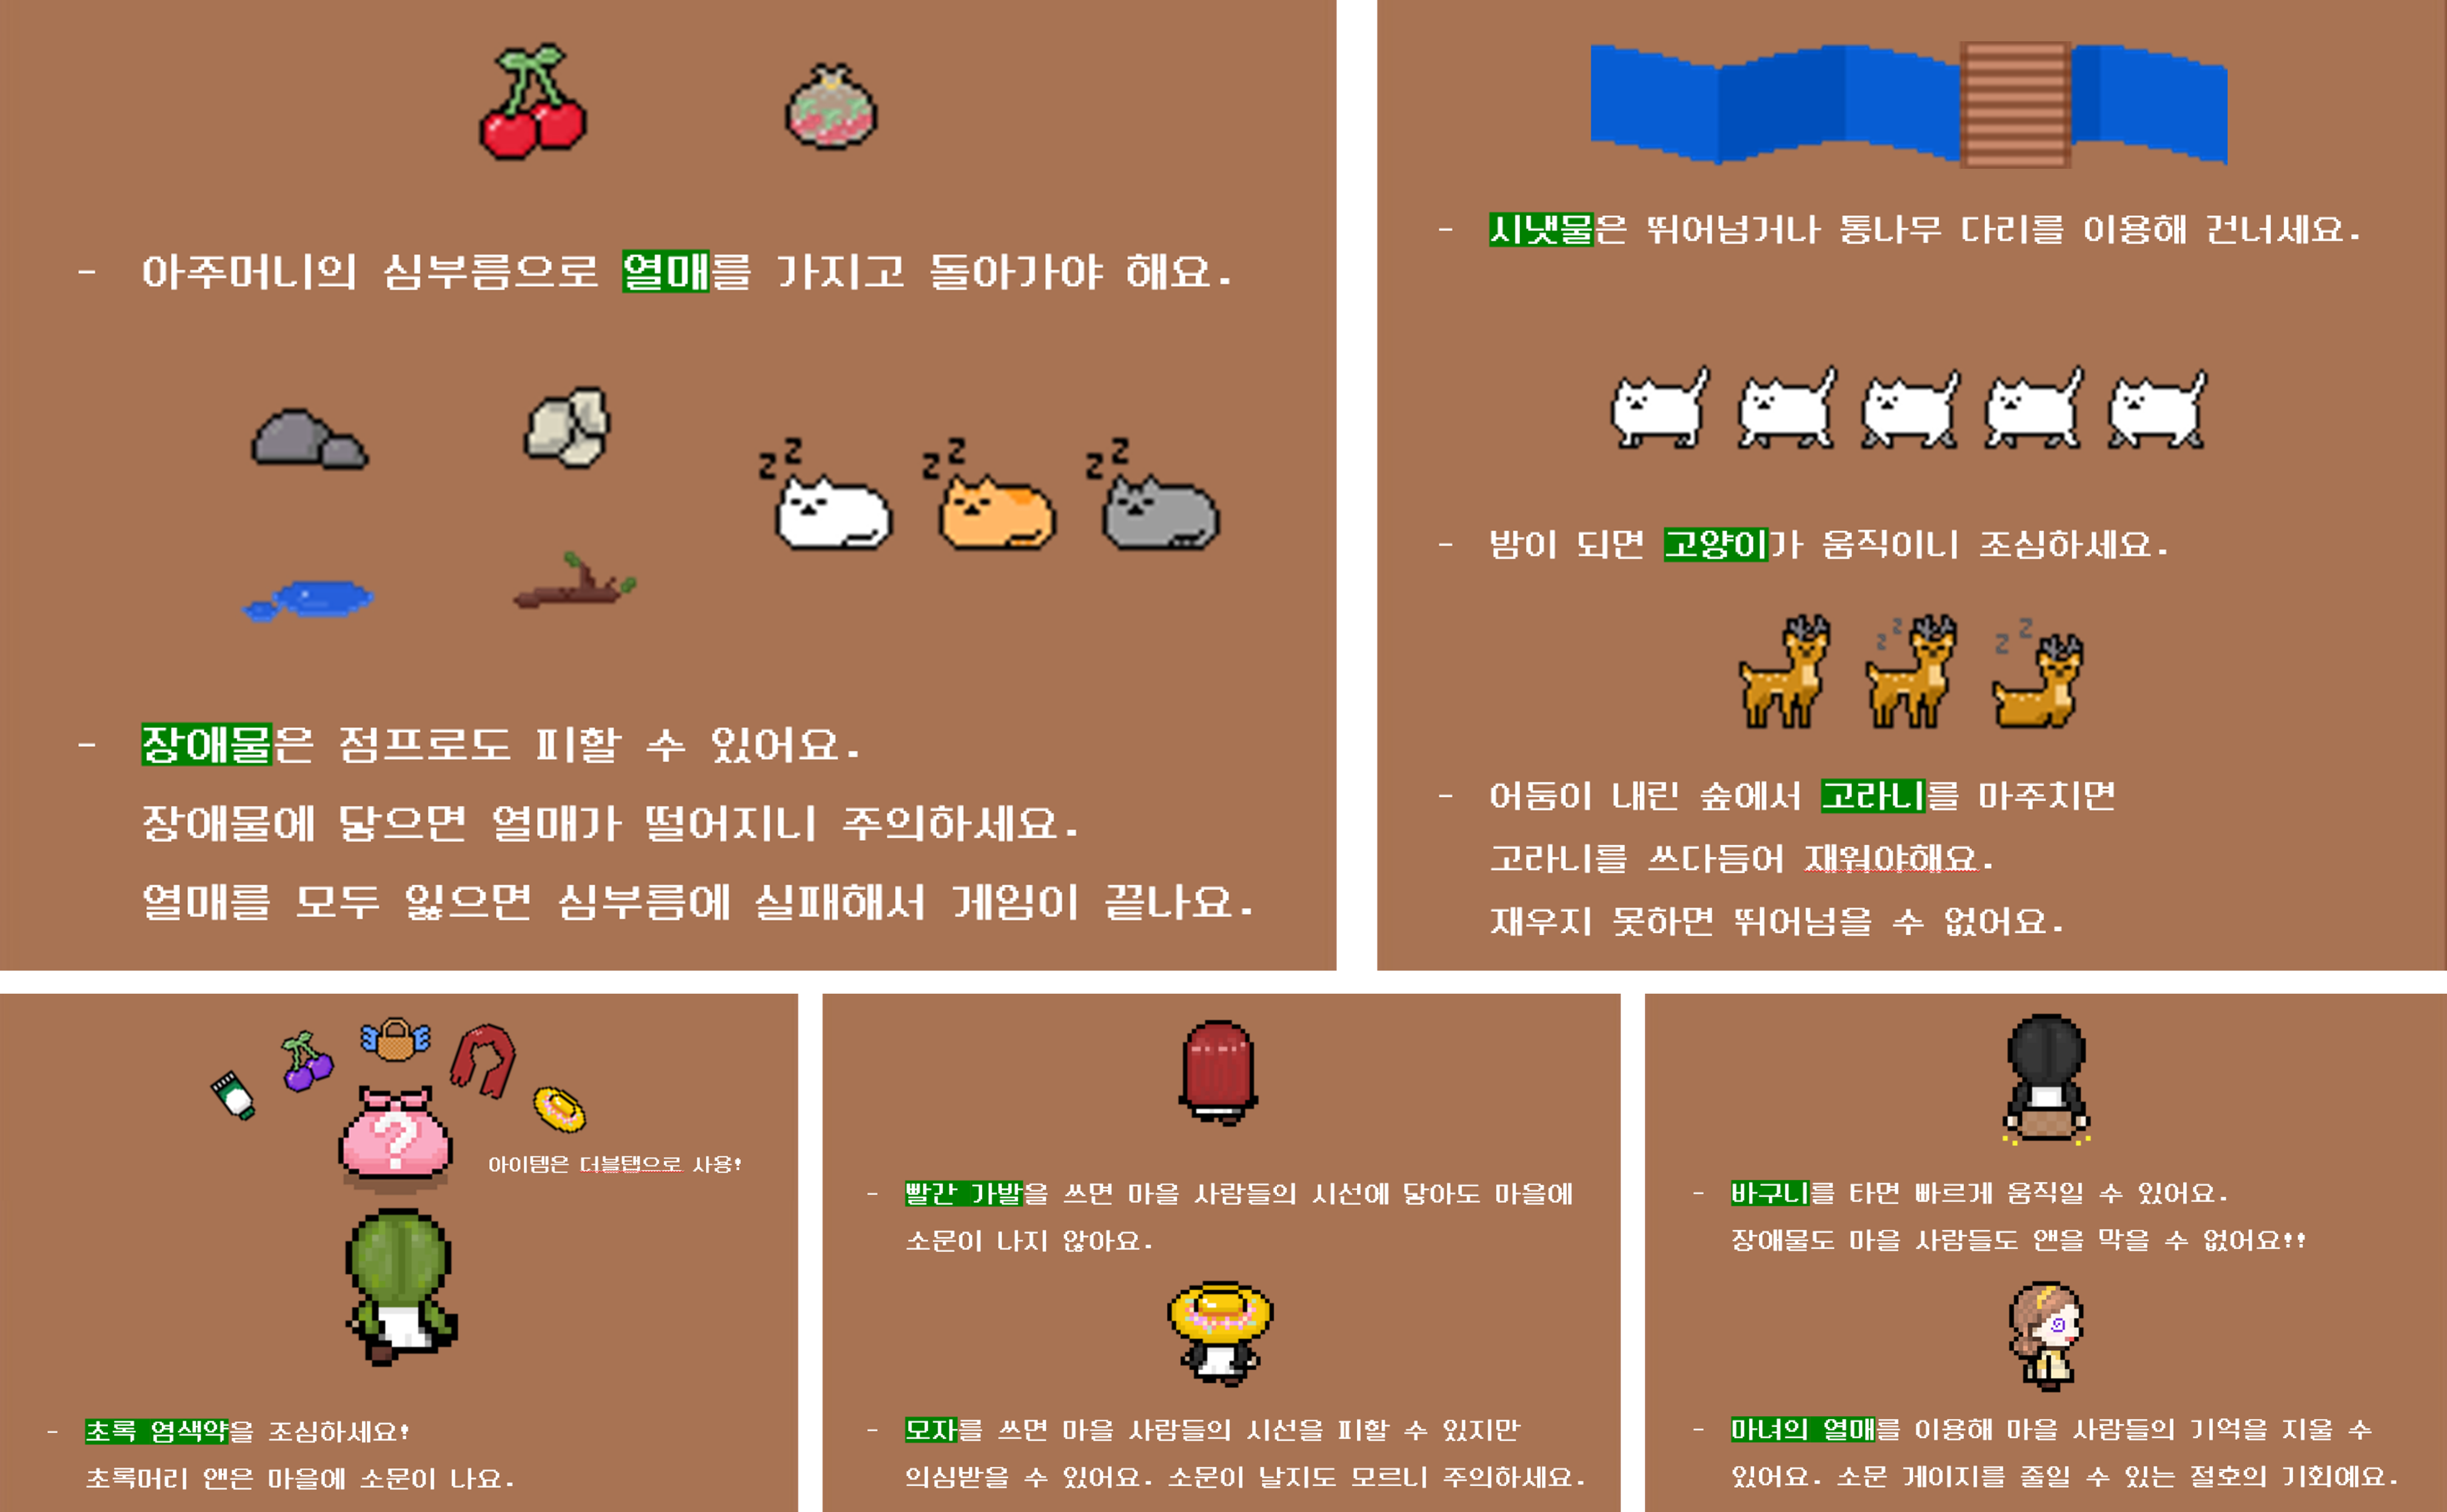 - 아주머니의 심부름으로 열매를 가지고 돌아가야 해요.
z z
z z
z z
- 장애물은 점프로도 피할 수 있어요.
장애물에 닿으면 열매가 떨어지니 주의하세요.
열매를 모두 잃으면 심부름에 실패해서 게임이 끝나요.
- 시냇물은 뛰어넘거나 통나무 다리를 이용해 건너세요.
- 밤이 되면 고양이가 움직이니 조심하세요.
z z
z z
- 어둠이 내린 숲에서 고라니를 마주치면
고라니를 쓰다듬어 재워야해요.
재우지 못하면 뛰어넘을 수 없어요.
?
아이템은 더블탭으로 사용!
- 초록 염색약을 조심하세요!
초록머리 앤은 마을에 소문이 나요.
- 빨간 가발을 쓰면 마을 사람들의 시선에 닿아도 마을에
소문이 나지 않아요.
- 모자를 쓰면 마을 사람들의 시선을 피할 수 있지만
의심받을 수 있어요. 소문이 날지도 모르니 주의하세요.
- 바구니를 타면 빠르게 움직일 수 있어요.
장애물도 마을 사람들도 앤을 막을 수 없어요!!
- 마녀의 열매를 이용해 마을 사람들의 기억을 지울 수
있어요. 소문 게이지를 줄일 수 있는 절호의 기회예요.